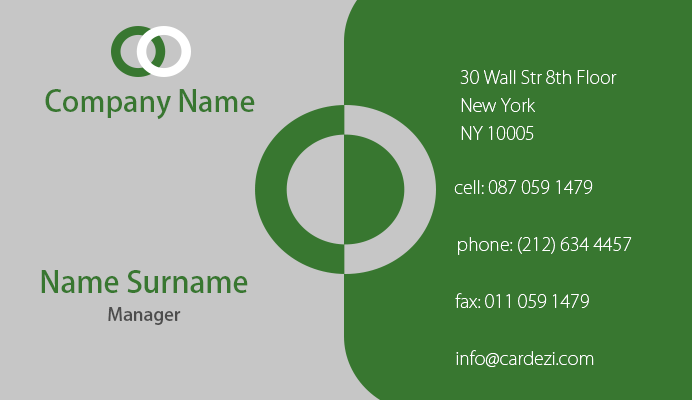 Company Name
Name Surname
Manager
30 Wall Str 8th Floor
New York
NY 10005
cell: 087 059 1479
phone: (212) 634 4457
fax: 011 059 1479
info@cardezi.com